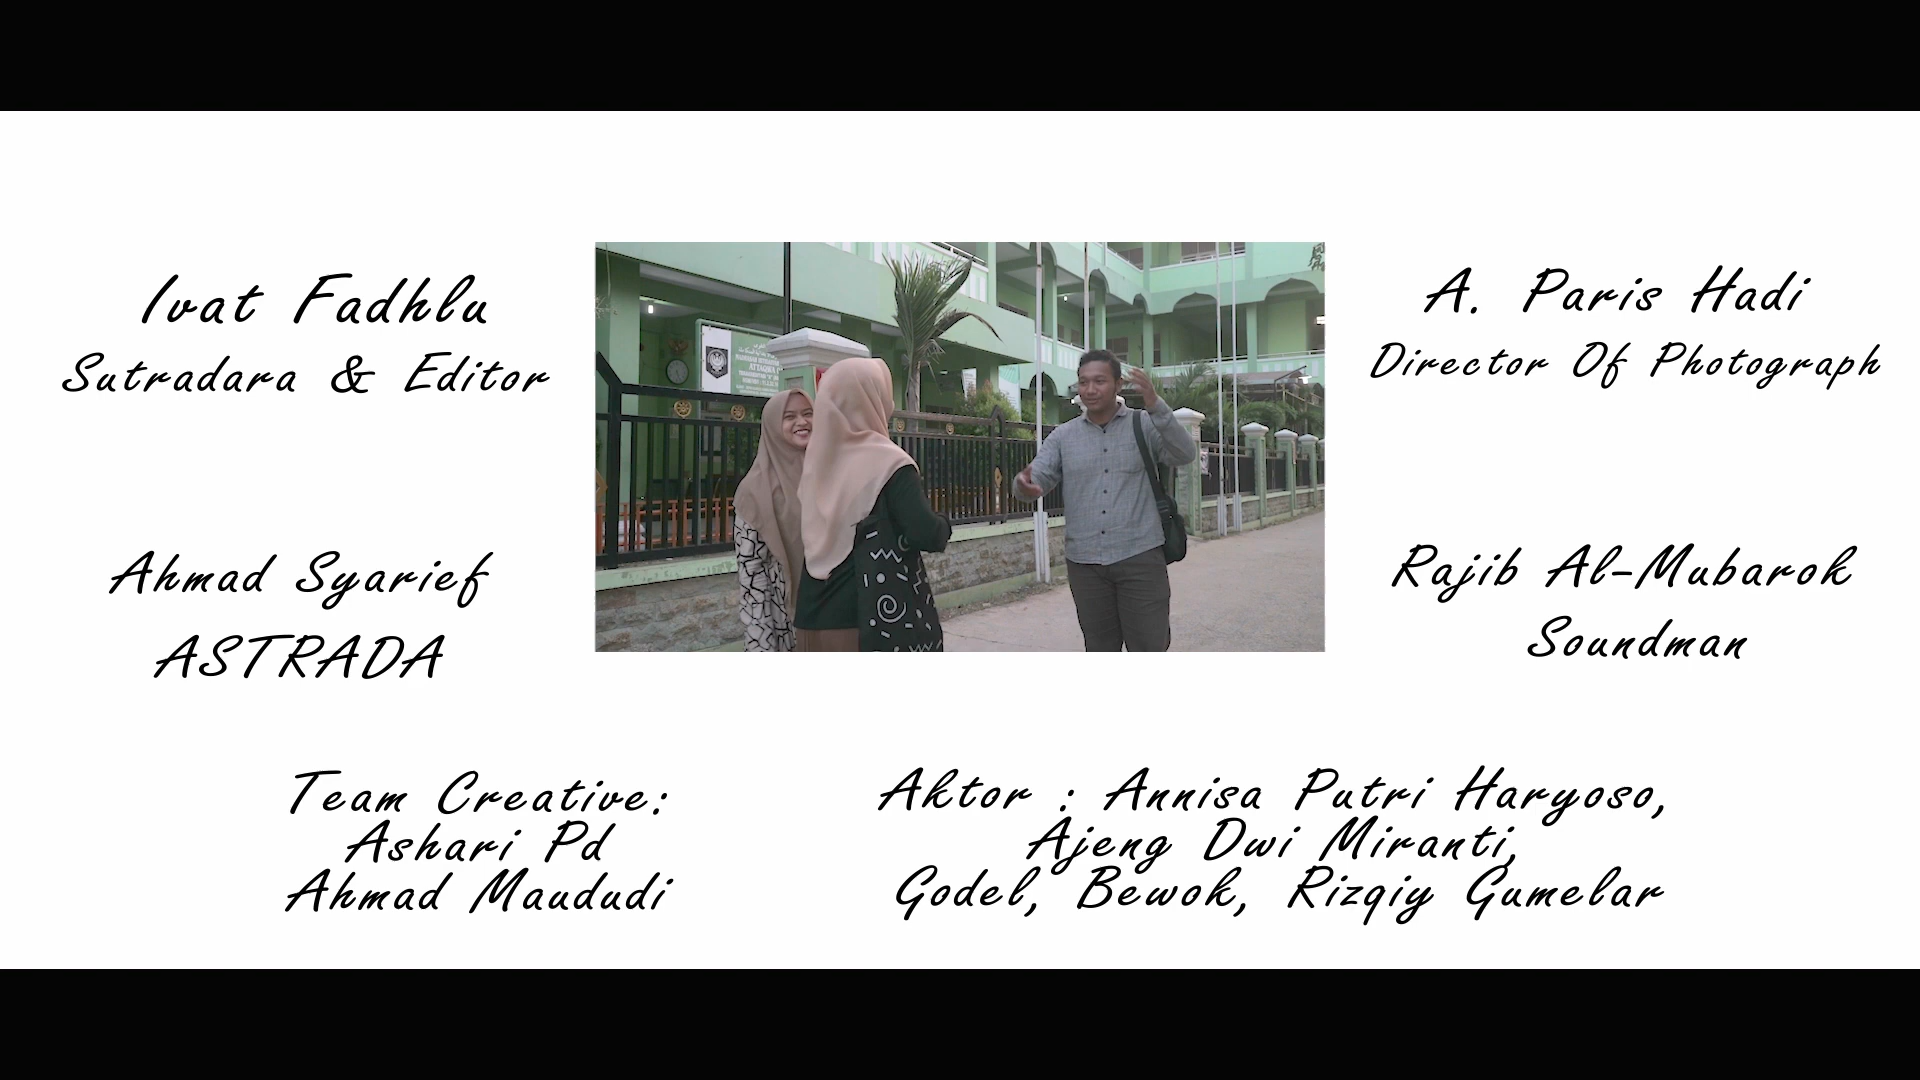 Ivat Fadhlu
Sutradara & Editor
A. Paris Hadi
Director Of Photograph
ATTAQWA
Ahmad Syarief
ASTRADA
Rajib Al-Mubarok
Soundman
Team Creative:
Ashari Pd
Ahmad Maududi
Aktor : Annisa Putri Haryoso,
Ajeng Dwi Miranti,
Godel, Bewok, Rizqiy Gumelar